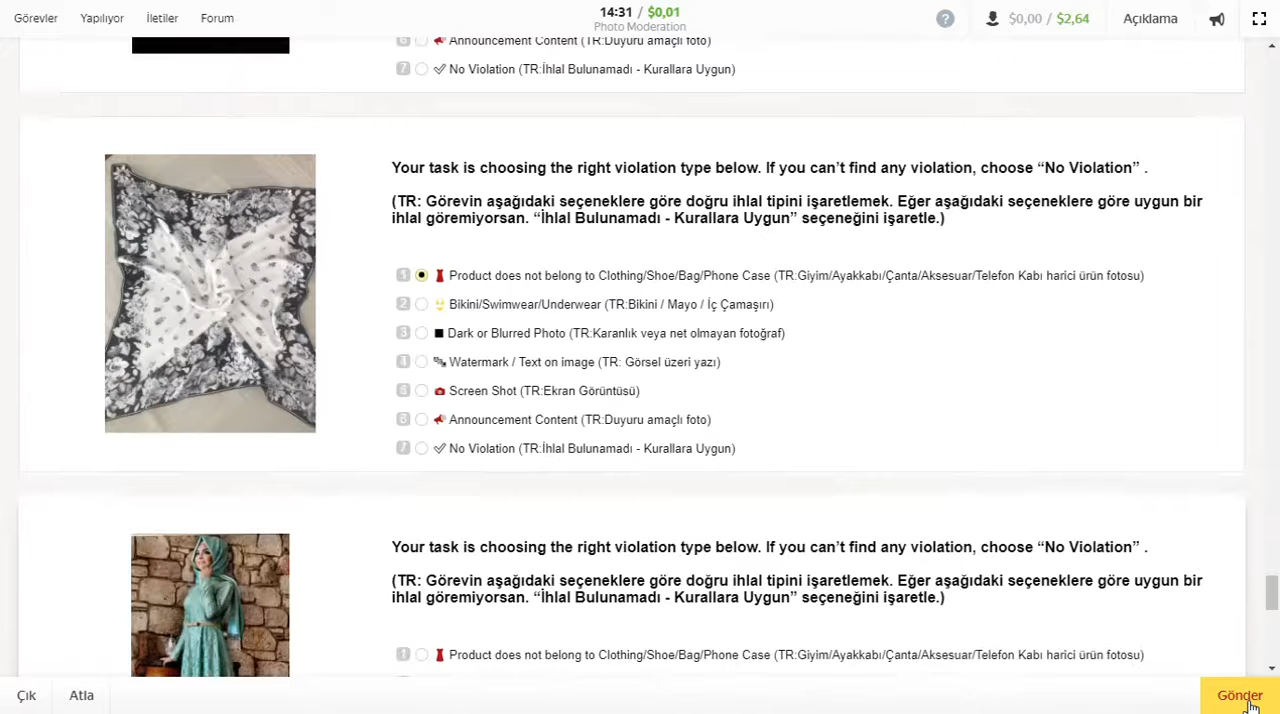 Görevler Yapılıyor İletiler Forum 14:31 / $0,01 ? $0,00 / $2,64 Açıklama
Photo Moderation
6 Announcement Content (TR:Duyuru amaçlı foto)
7 No Violation (TR:İhlal Bulunamadı - Kurallara Uygun)
Your task is choosing the right violation type below. If you can’t find any violation, choose “No Violation” .
(TR: Görevin aşağıdaki seçeneklere göre doğru ihlal tipini işaretlemek. Eğer aşağıdaki seçeneklere göre uygun bir
ihlal göremiyorsan. “İhlal Bulunamadı - Kurallara Uygun” seçeneğini işaretle.)
1 Product does not belong to Clothing/Shoe/Bag/Phone Case (TR:Giyim/Ayakkabı/Çanta/Aksesuar/Telefon Kabı harici ürün fotosu)
2 Bikini/Swimwear/Underwear (TR:Bikini / Mayo / İç Çamaşırı)
3 Dark or Blurred Photo (TR:Karanlık veya net olmayan fotoğraf)
4 Watermark / Text on image (TR: Görsel üzeri yazı)
5 Screen Shot (TR:Ekran Görüntüsü)
6 Announcement Content (TR:Duyuru amaçlı foto)
7 No Violation (TR:İhlal Bulunamadı - Kurallara Uygun)
Your task is choosing the right violation type below. If you can’t find any violation, choose “No Violation” .
(TR: Görevin aşağıdaki seçeneklere göre doğru ihlal tipini işaretlemek. Eğer aşağıdaki seçeneklere göre uygun bir
ihlal göremiyorsan. “İhlal Bulunamadı - Kurallara Uygun” seçeneğini işaretle.)
1 Product does not belong to Clothing/Shoe/Bag/Phone Case (TR:Giyim/Ayakkabı/Çanta/Aksesuar/Telefon Kabı harici ürün fotosu)
Çık Atla Gönder